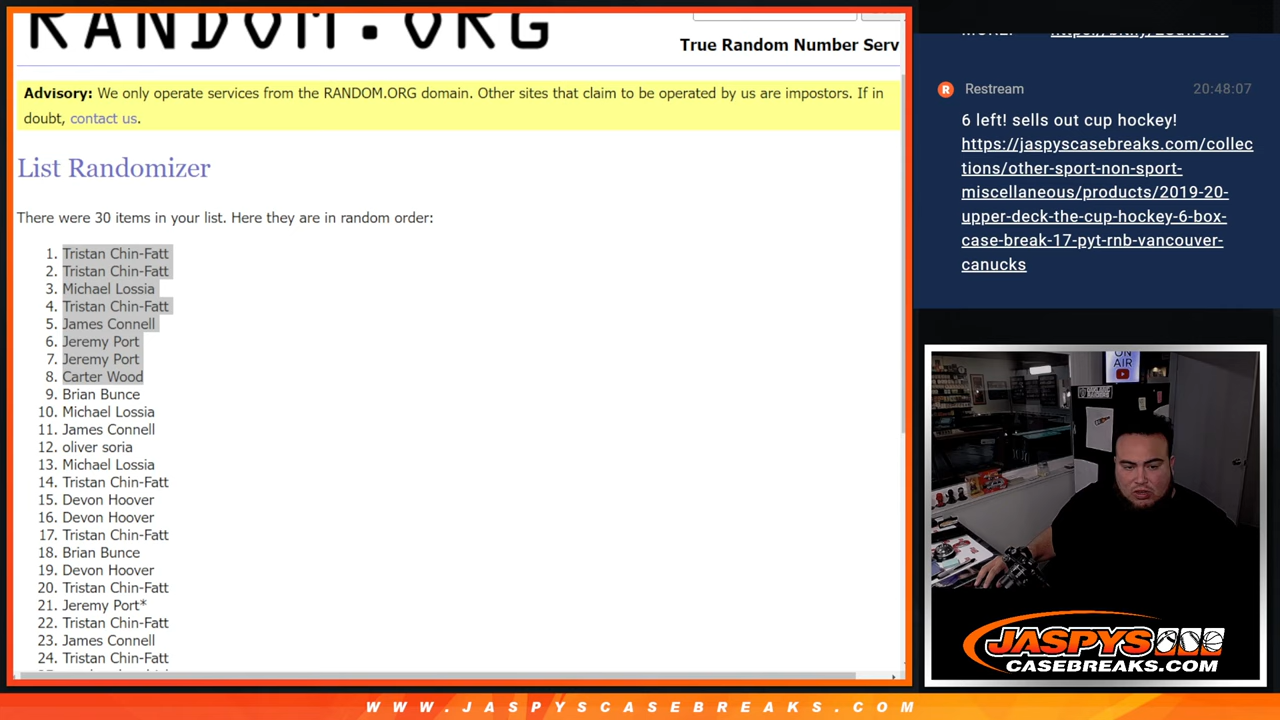 RANDOM.ORG
True Random Number Serv
Advisory: We only operate services from the RANDOM.ORG domain. Other sites that claim to be operated by us are impostors. If in
doubt, contact us.
List Randomizer
There were 30 items in your list. Here they are in random order:
1. Tristan Chin-Fatt
2. Tristan Chin-Fatt
3. Michael Lossia
4. Tristan Chin-Fatt
5. James Connell
6. Jeremy Port
7. Jeremy Port
8. Carter Wood
9. Brian Bunce
10. Michael Lossia
11. James Connell
12. oliver soria
13. Michael Lossia
14. Tristan Chin-Fatt
15. Devon Hoover
16. Devon Hoover
17. Tristan Chin-Fatt
18. Brian Bunce
19. Devon Hoover
20. Tristan Chin-Fatt
21. Jeremy Port*
22. Tristan Chin-Fatt
23. James Connell
24. Tristan Chin-Fatt
R Restream 20:48:07
6 left! sells out cup hockey!
https://jaspyscasebreaks.com/collec
tions/other-sport-non-sport-
miscellaneous/products/2019-20-
upper-deck-the-cup-hockey-6-box-
case-break-17-pyt-rnb-vancouver-
canucks
ON
AIR
JASPYS
CASEBREAKS.COM
WWW.JASPYSCASEBREAKS.COM